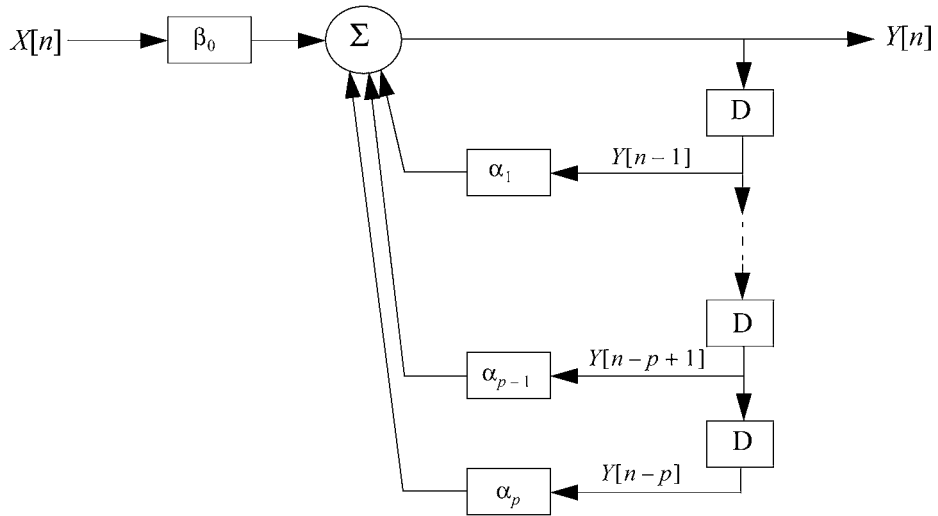 X[n] β₀ Σ Y[n]
D
α₁ Y[n − 1]
D
αₚ₋₁ Y[n − p + 1]
D
αₚ Y[n − p]